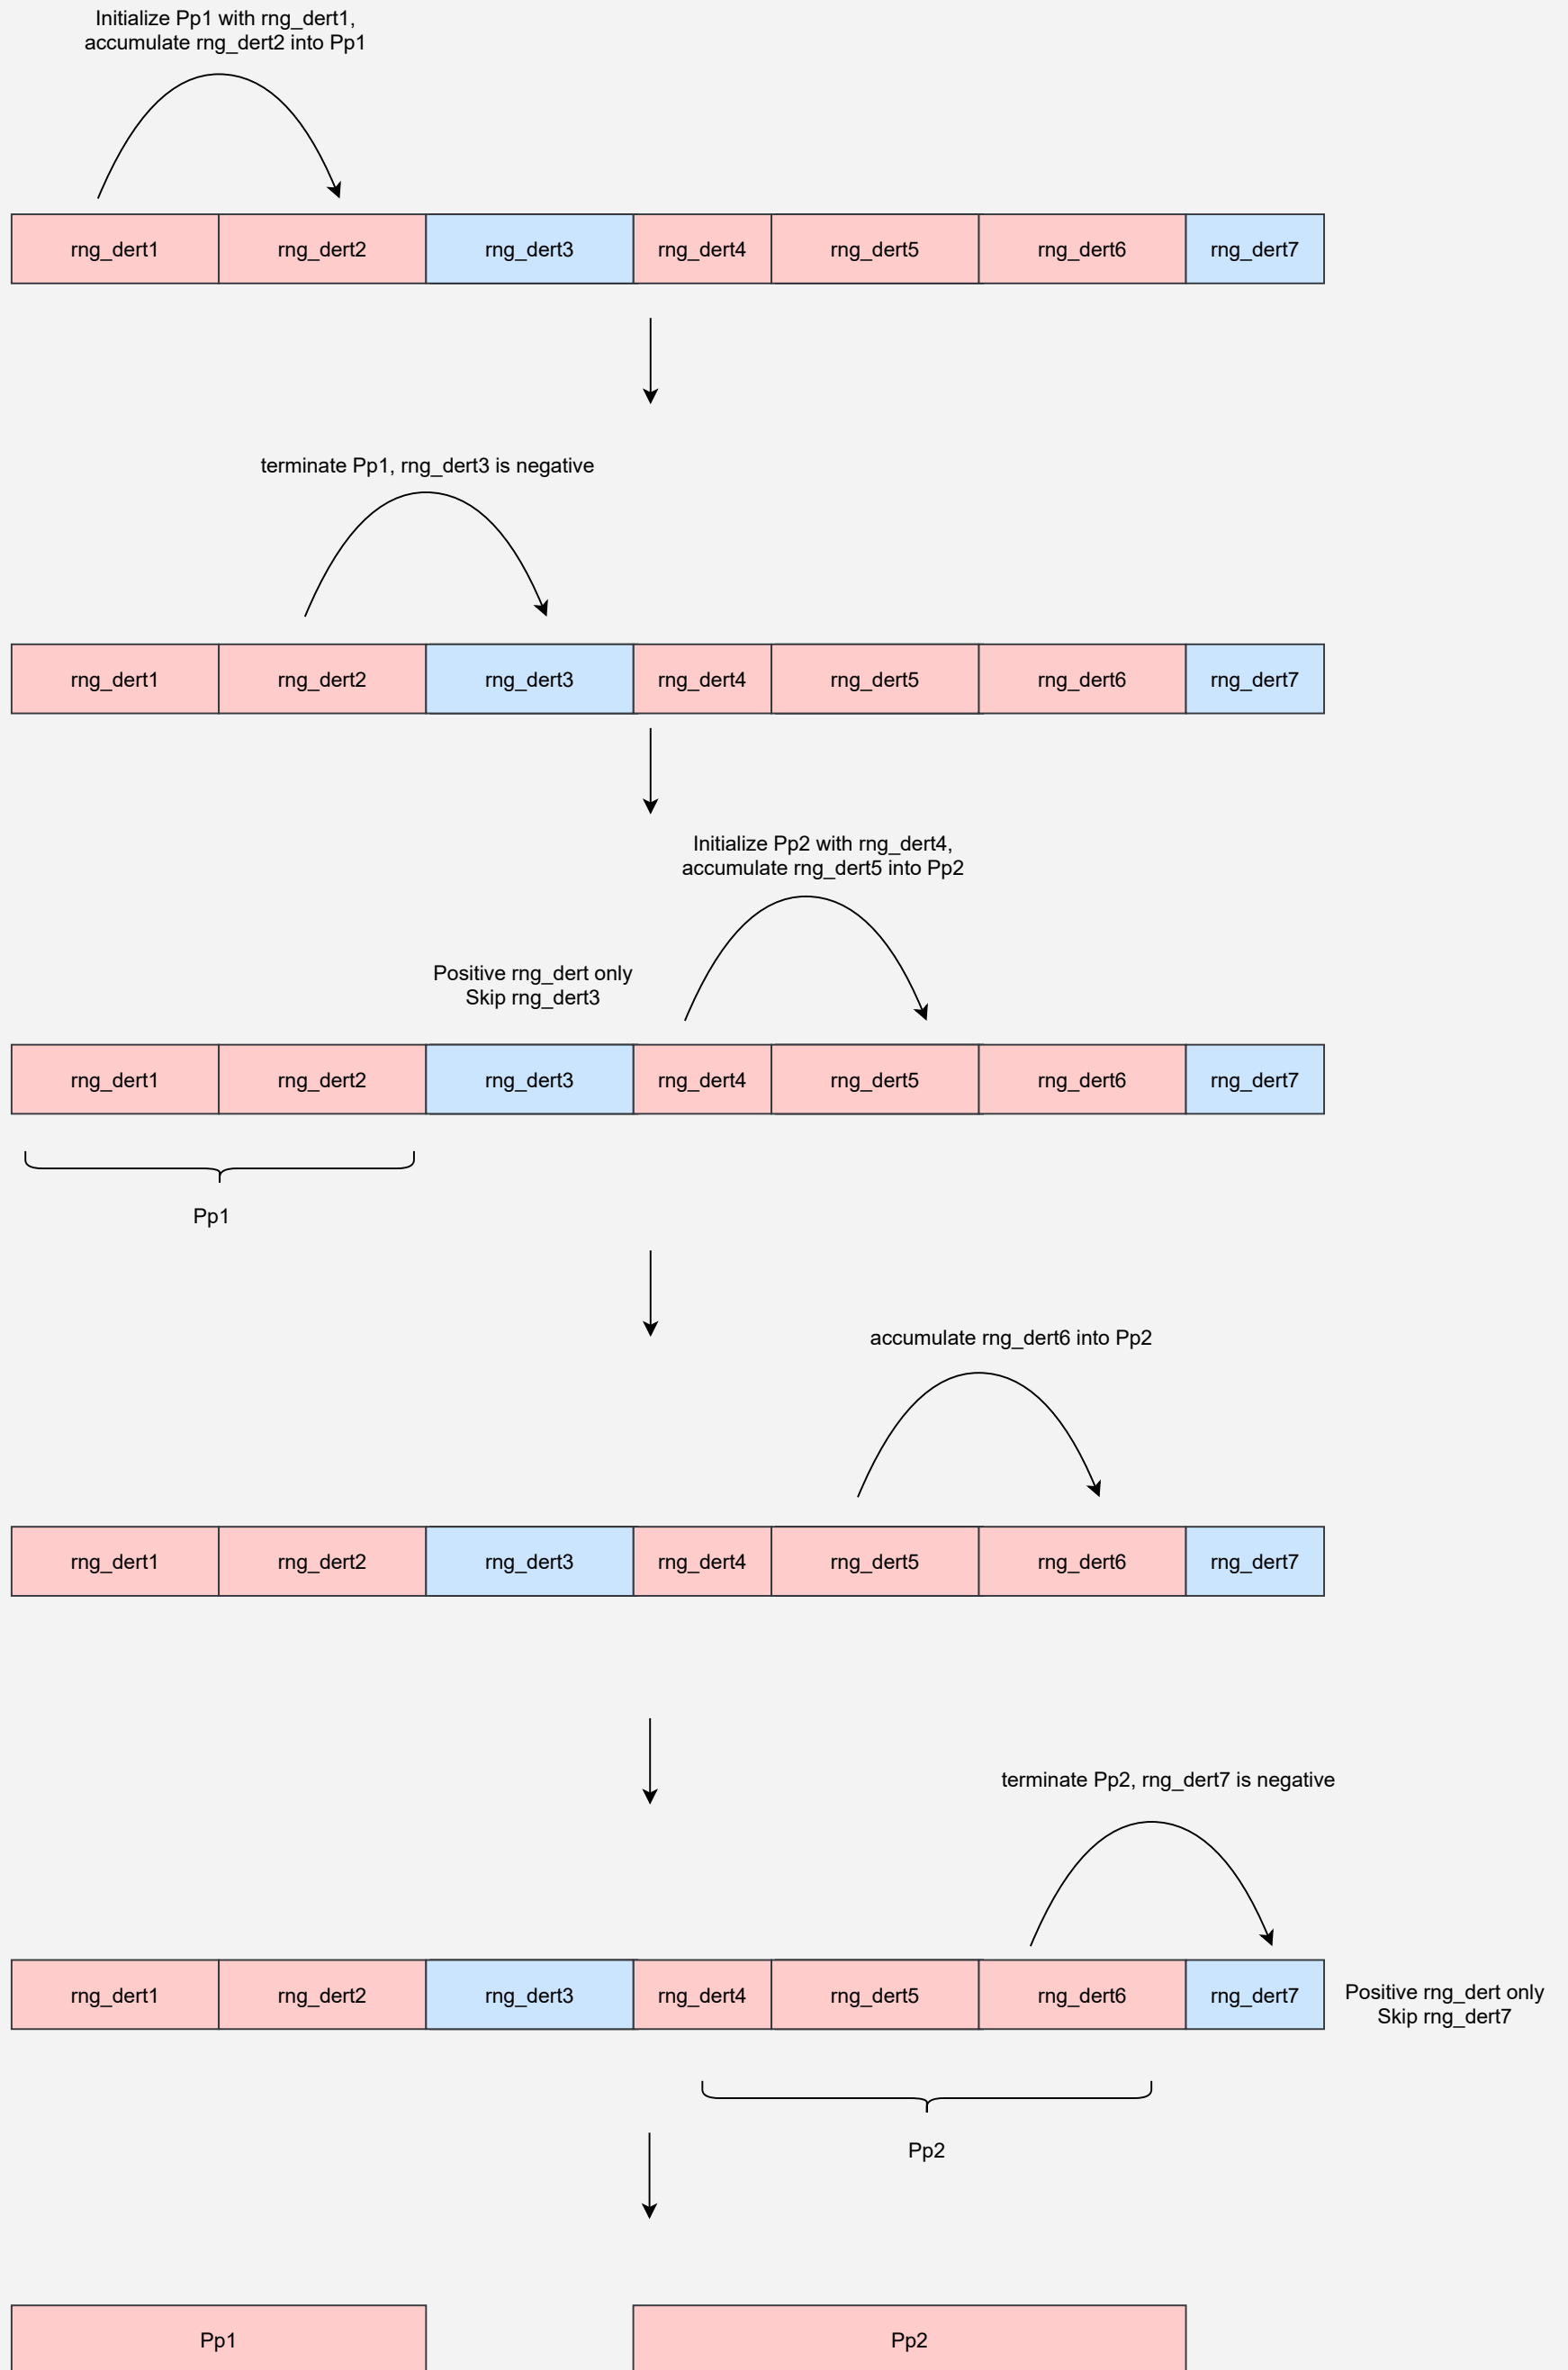 Initialize Pp1 with rng_dert1,
accumulate rng_dert2 into Pp1
rng_dert1 rng_dert2 rng_dert3 rng_dert4 rng_dert5 rng_dert6 rng_dert7
terminate Pp1, rng_dert3 is negative
rng_dert1 rng_dert2 rng_dert3 rng_dert4 rng_dert5 rng_dert6 rng_dert7
Initialize Pp2 with rng_dert4,
accumulate rng_dert5 into Pp2
Positive rng_dert only
Skip rng_dert3
rng_dert1 rng_dert2 rng_dert3 rng_dert4 rng_dert5 rng_dert6 rng_dert7
Pp1
accumulate rng_dert6 into Pp2
rng_dert1 rng_dert2 rng_dert3 rng_dert4 rng_dert5 rng_dert6 rng_dert7
terminate Pp2, rng_dert7 is negative
rng_dert1 rng_dert2 rng_dert3 rng_dert4 rng_dert5 rng_dert6 rng_dert7
Positive rng_dert only
Skip rng_dert7
Pp2
Pp1 Pp2